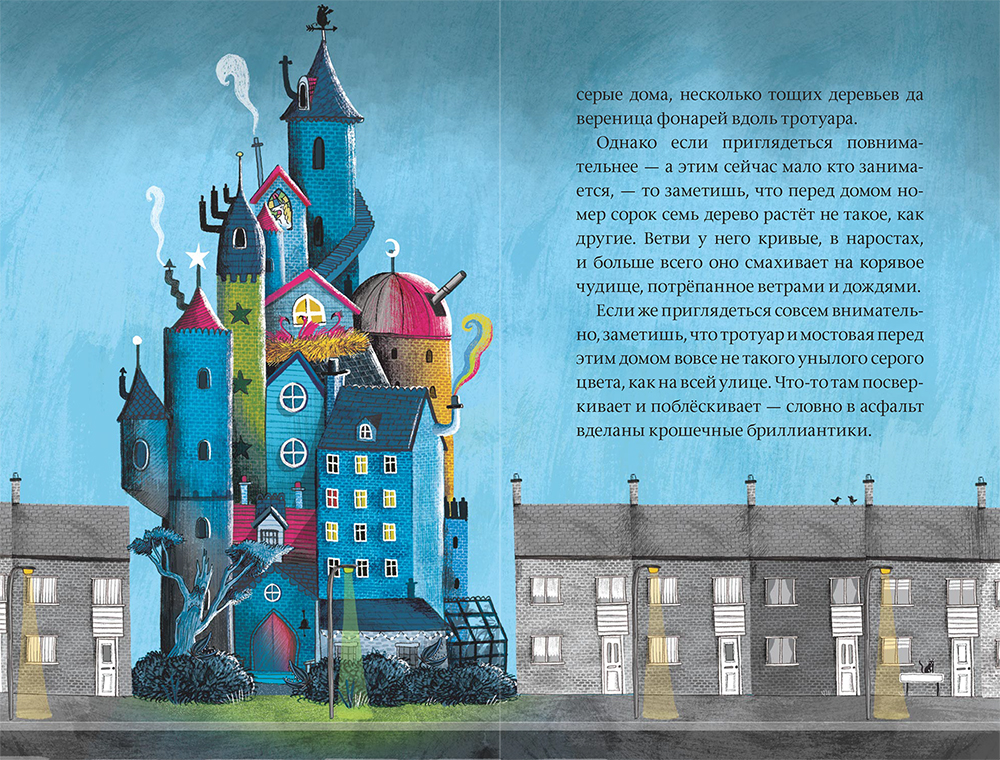 серые дома, несколько тощих деревьев да
вереница фонарей вдоль тротуара.
Однако если приглядеться повнима-
тельнее — а этим сейчас мало кто занима-
ется, — то заметишь, что перед домом но-
мер сорок семь дерево растёт не такое, как
другие. Ветви у него кривые, в наростах,
и больше всего оно смахивает на корявое
чудище, потрёпанное ветрами и дождями.
Если же приглядеться совсем вниматель-
но, заметишь, что тротуар и мостовая перед
этим домом вовсе не такого унылого серого
цвета, как на всей улице. Что-то там посвер-
кивает и поблёскивает — словно в асфальт
вделаны крошечные бриллиантики.